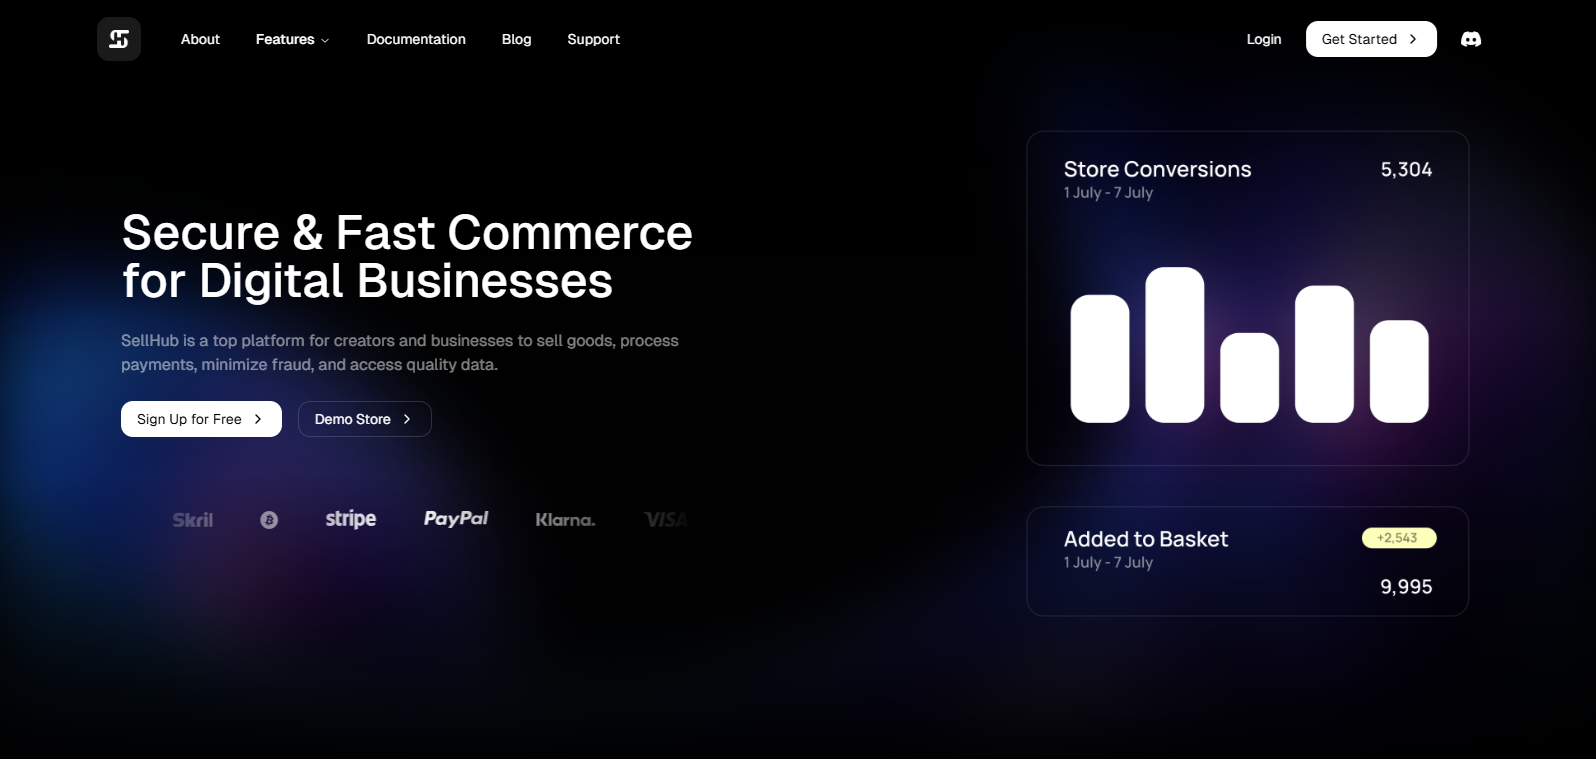 About
Features
Documentation
Blog
Support
Login
Get Started
Secure & Fast Commerce
for Digital Businesses
SellHub is a top platform for creators and businesses to sell goods, process
payments, minimize fraud, and access quality data.
Sign Up for Free
Demo Store
Skril
stripe
PayPal
Klarna.
VISA
Store Conversions
5,304
1 July - 7 July
Added to Basket
+2,543
1 July - 7 July
9,995